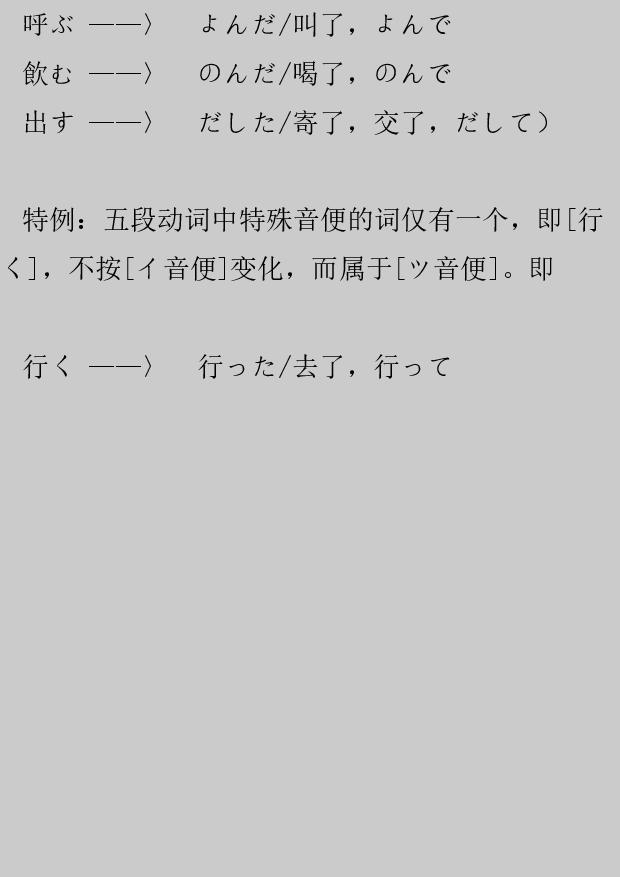 呼ぶ ——〉　よんだ/叫了，よんで
飲む ——〉　のんだ/喝了，のんで
出す ——〉　だした/寄了，交了，だして）
特例：五段动词中特殊音便的词仅有一个，即[行
く]，不按[イ音便]变化，而属于[ッ音便]。即
行く ——〉　行った/去了，行って